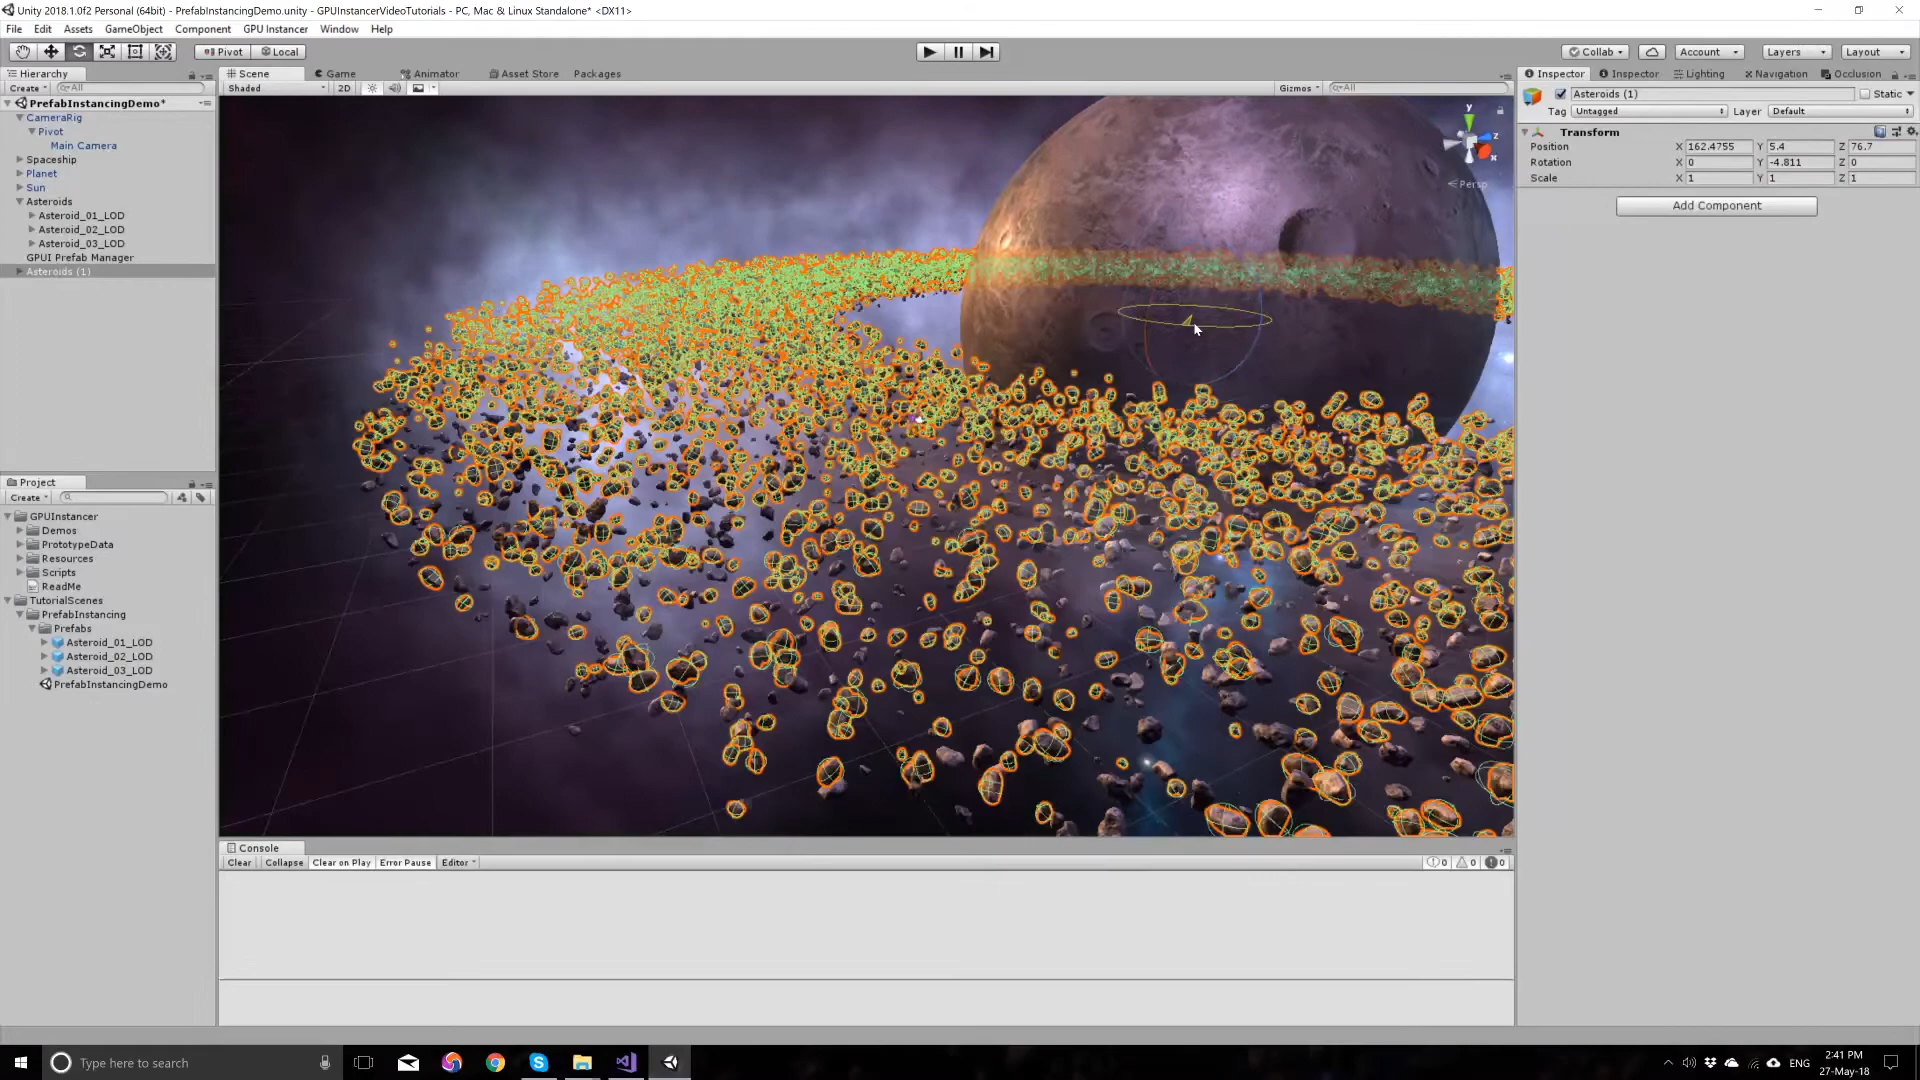 Unity 2018.1.0f2 Personal (64bit) - PrefabInstancingDemo.unity - GPUInstancerVideoTutorials - PC, Mac & Linux Standalone* <DX11>
File Edit Assets GameObject Component GPU Instancer Window Help
Pivot Local Collab Account Layers Layout
Hierarchy
Create All
PrefabInstancingDemo*
CameraRig
Pivot
Main Camera
Spaceship
Planet
Sun
Asteroids
Asteroid_01_LOD
Asteroid_02_LOD
Asteroid_03_LOD
GPUI Prefab Manager
Asteroids (1)
Project
Create
GPUInstancer
Demos
PrototypeData
Resources
Scripts
ReadMe
TutorialScenes
PrefabInstancing
Prefabs
Asteroid_01_LOD
Asteroid_02_LOD
Asteroid_03_LOD
PrefabInstancingDemo
Scene Game Animator Asset Store Packages
Shaded 2D Gizmos All
y
z
x
Persp
Console
Clear Collapse Clear on Play Error Pause Editor 0 0 0
Inspector Inspector Lighting Navigation Occlusion
Asteroids (1) Static
Tag Untagged Layer Default
Transform
Position X 162.4755 Y 5.4 Z 76.7
Rotation X 0 Y -4.811 Z 0
Scale X 1 Y 1 Z 1
Add Component
Type here to search
ENG
2:41 PM
27-May-18